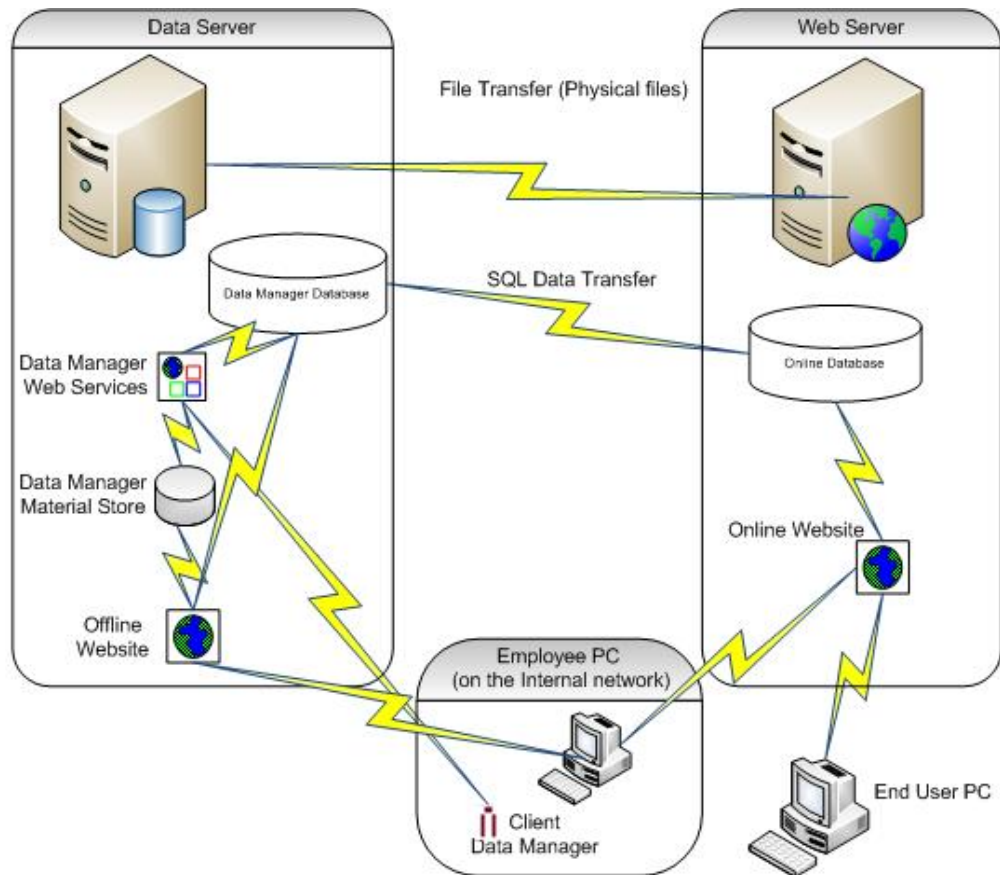 Data Server
Web Server
File Transfer (Physical files)
Data Manager Database
SQL Data Transfer
Online Database
Data Manager
Web Services
Data Manager
Material Store
Online Website
Offline
Website
Employee PC
(on the Internal network)
End User PC
Client
Data Manager